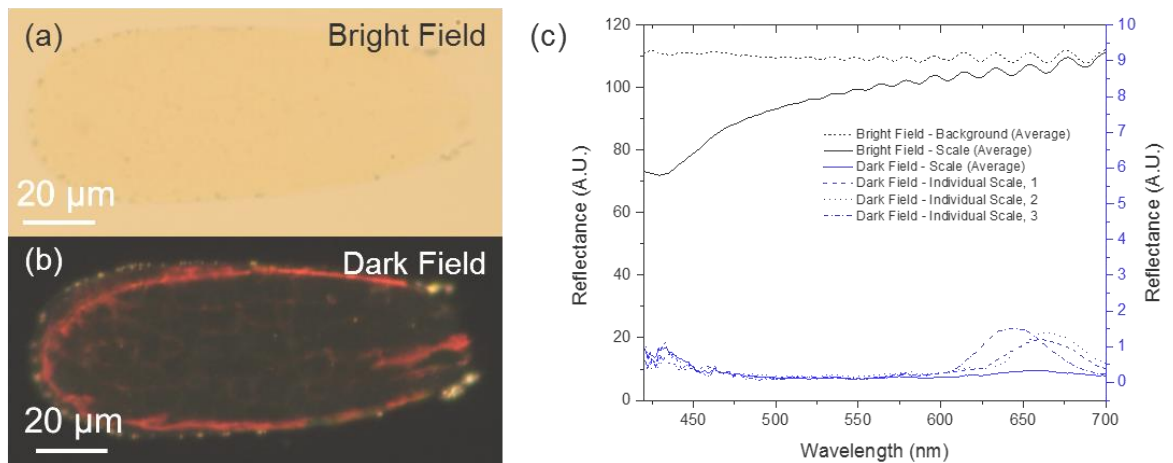 (a)
Bright Field
20 μm
(b)
Dark Field
20 μm
(c)
120
100
80
60
40
20
0
Reflectance (A.U.)
10
9
8
7
6
5
4
3
2
1
0
Reflectance (A.U.)
Bright Field - Background (Average)
Bright Field - Scale (Average)
Dark Field - Scale (Average)
Dark Field - Individual Scale, 1
Dark Field - Individual Scale, 2
Dark Field - Individual Scale, 3
450 500 550 600 650 700
Wavelength (nm)